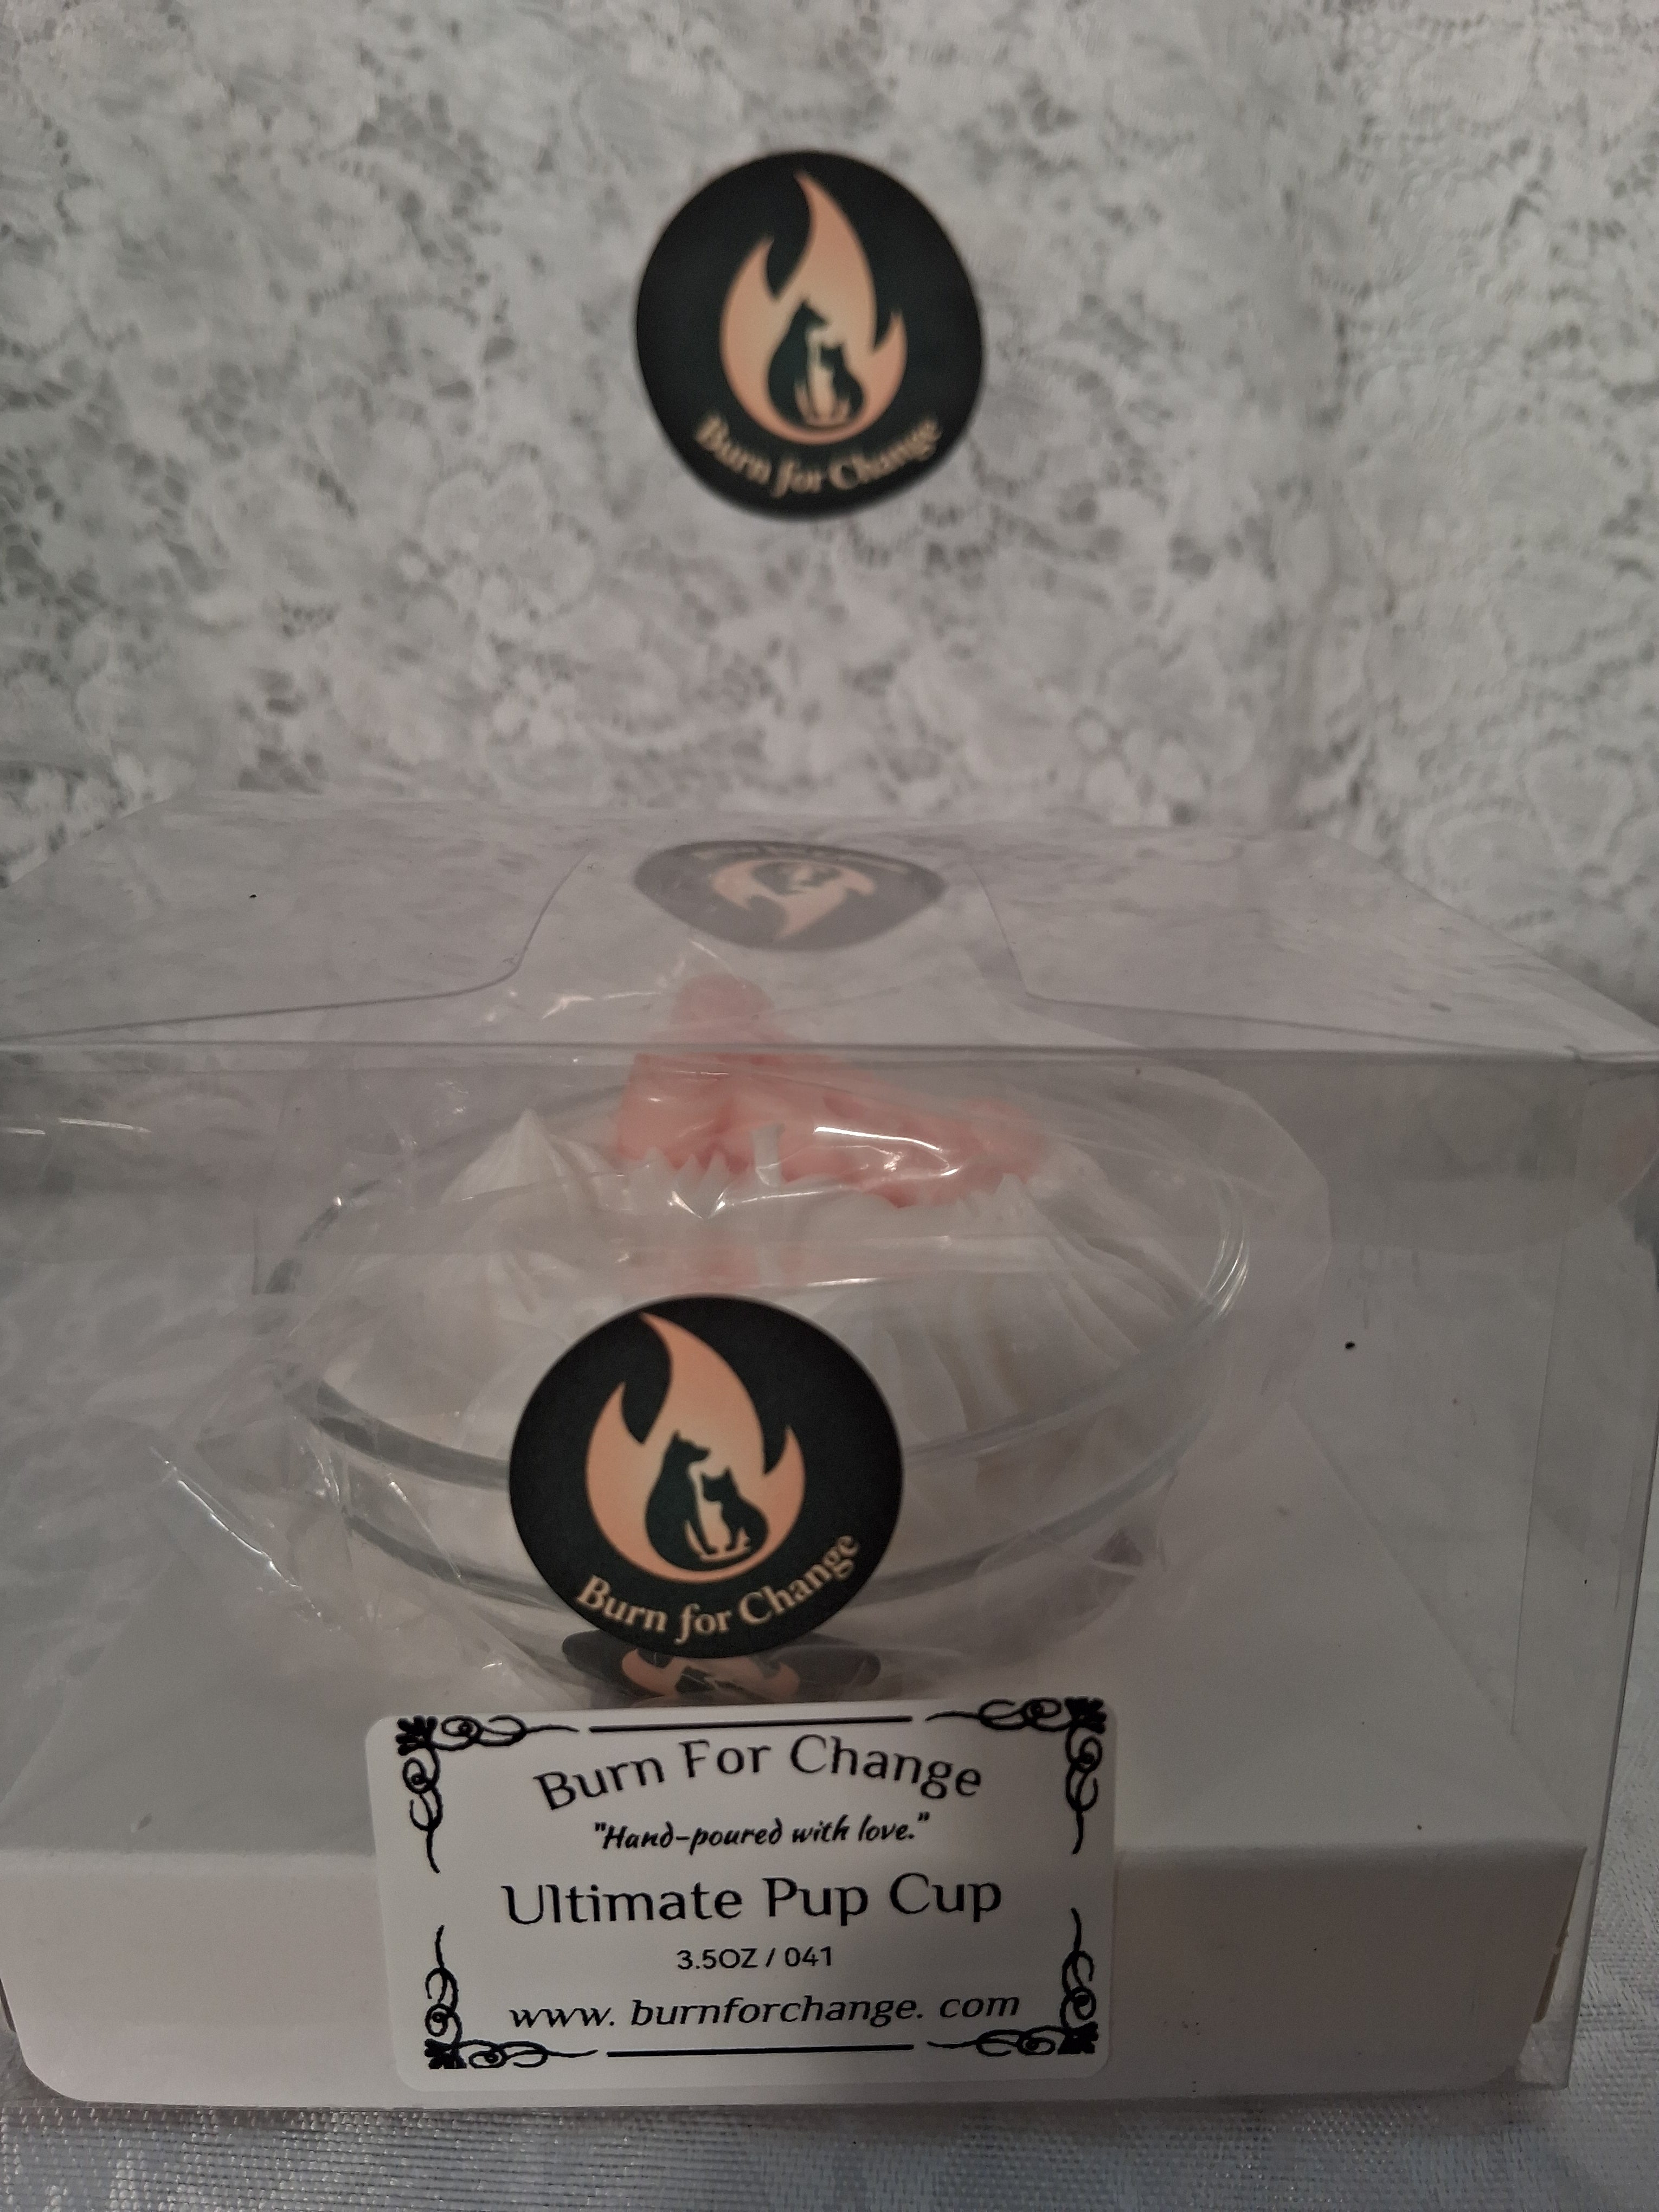 Burn for Change
Burn for Change
Burn For Change
"Hand-poured with love."
Ultimate Pup Cup
3.5OZ / 041
www. burnforchange. com